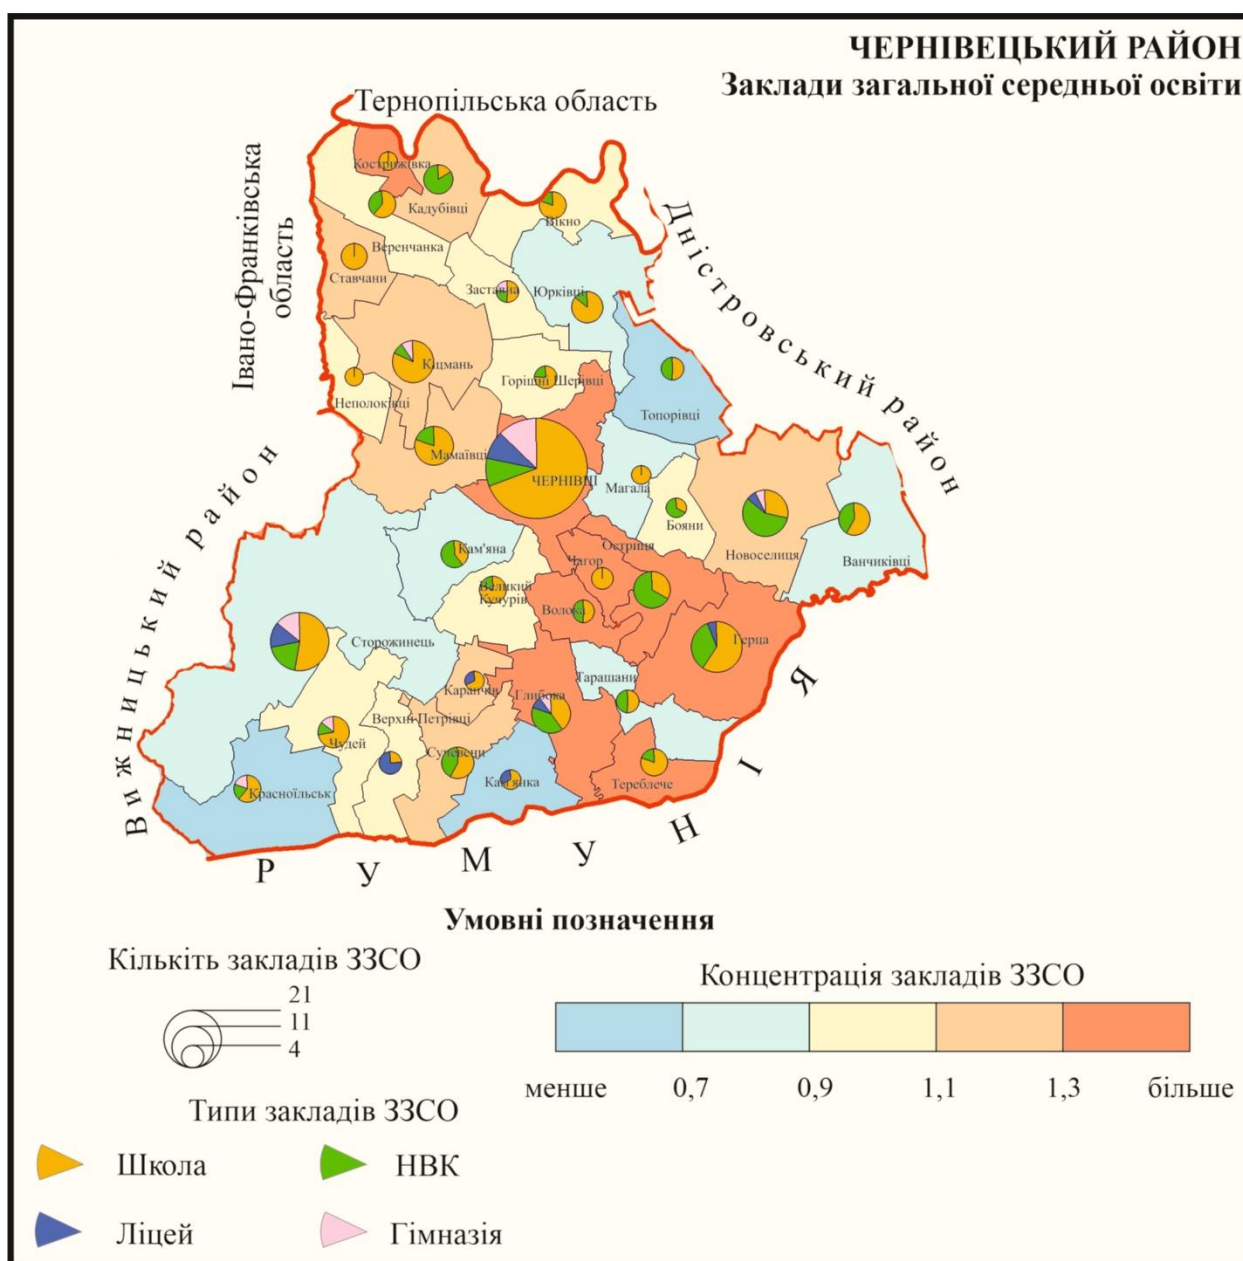 ЧЕРНІВЕЦЬКИЙ РАЙОН
Заклади загальної середньої освіти
Тернопільська область
Івано-Франківська
область
Дністровський район
Вижницький район
РУМУНІЯ
Кострижівка
Кадубівці
Вікно
Веренчанка
Ставчани
Заставна
Юрківці
Кіцмань
Горішні Шерівці
Неполоківці
Топорівці
Мамаївці
ЧЕРНІВЦІ
Магала
Бояни
Новоселиця
Ванчиківці
Кам'яна
Остриця
Чагор
Великий
Кучурів
Волока
Герца
Сторожинець
Тарашани
Карапчів
Глибока
Верхні Петрівці
Чудей
Сучевени
Кам'янка
Тереблече
Красноїльськ
Умовні позначення
Кількіть закладів ЗЗСО
21
11
4
Концентрація закладів ЗЗСО
менше 0,7 0,9 1,1 1,3 більше
Типи закладів ЗЗСО
Школа НВК
Ліцей Гімназія